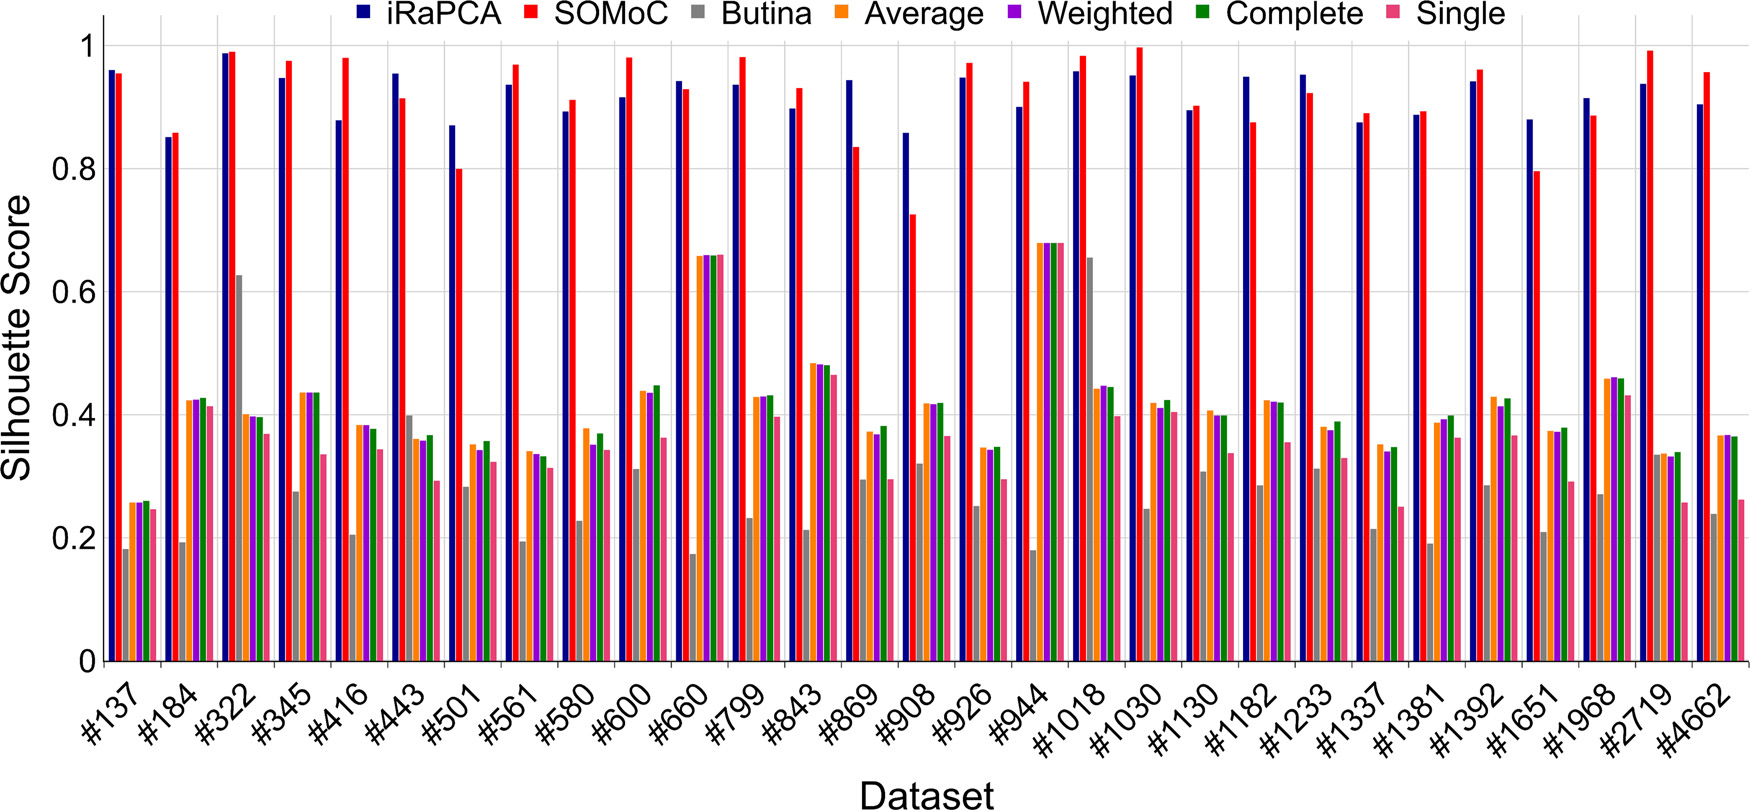 iRaPCA SOMoC Butina Average Weighted Complete Single
1
0.8
0.6
0.4
0.2
0
Silhouette Score
#137 #184 #322 #345 #416 #443 #501 #561 #580 #600 #660 #799 #843 #869 #908 #926 #944 #1018 #1030 #1130 #1182 #1233 #1337 #1381 #1392 #1651 #1968 #2719 #4662
Dataset